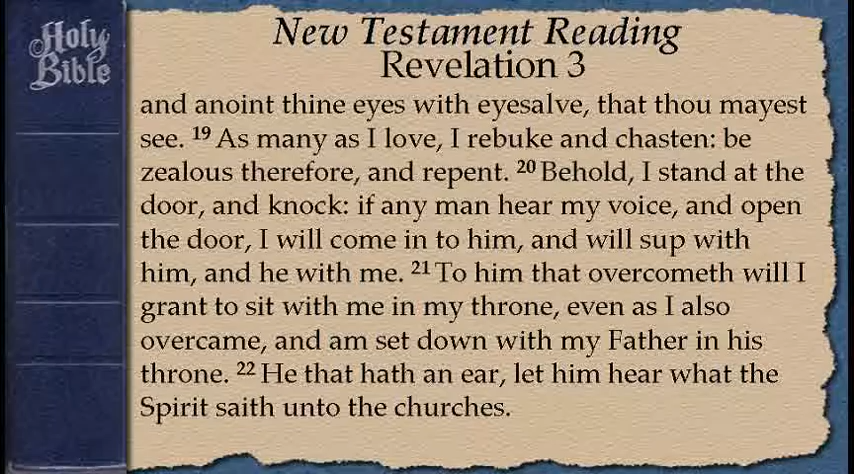 Holy
Bible
New Testament Reading
Revelation 3
and anoint thine eyes with eyesalve, that thou mayest
see. 19 As many as I love, I rebuke and chasten: be
zealous therefore, and repent. 20 Behold, I stand at the
door, and knock: if any man hear my voice, and open
the door, I will come in to him, and will sup with
him, and he with me. 21 To him that overcometh will I
grant to sit with me in my throne, even as I also
overcame, and am set down with my Father in his
throne. 22 He that hath an ear, let him hear what the
Spirit saith unto the churches.